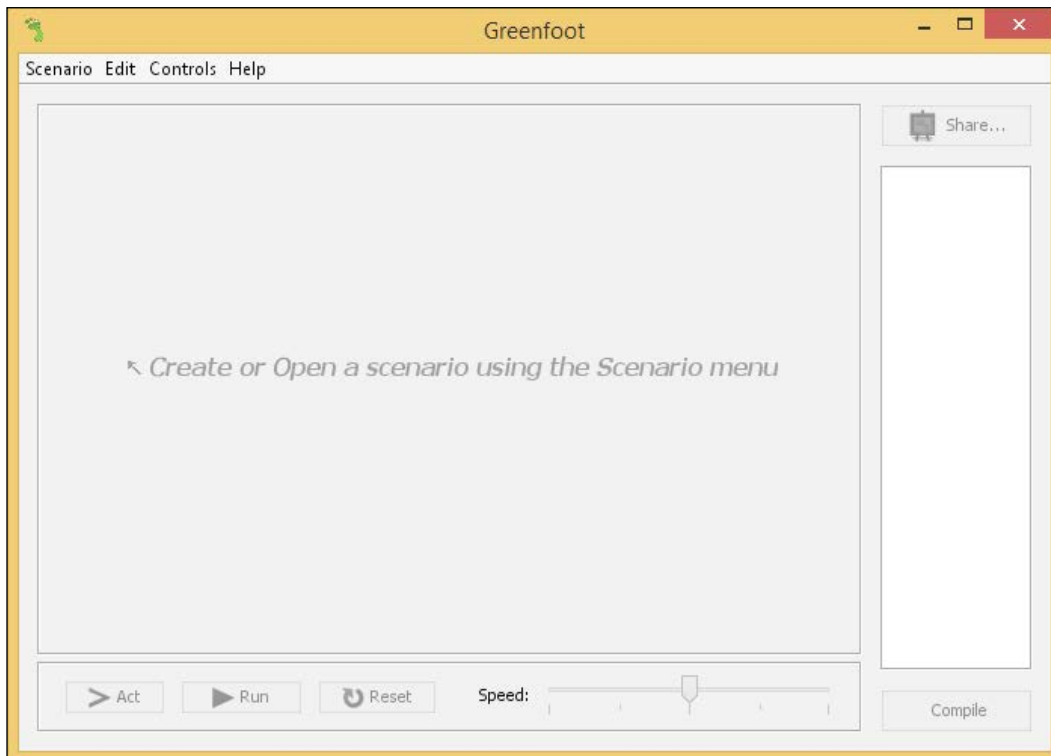 Greenfoot
Scenario Edit Controls Help
Share...
Create or Open a scenario using the Scenario menu
Act Run Reset Speed:
Compile